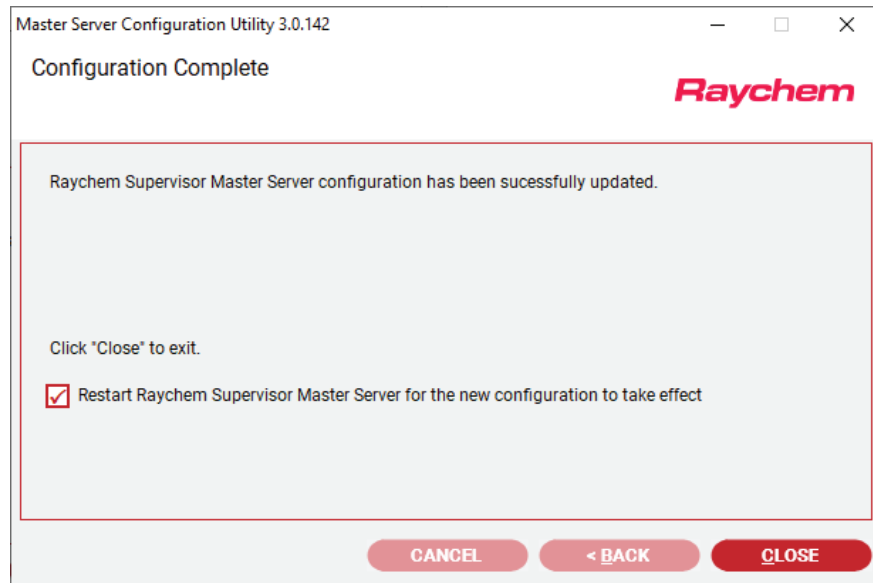 Master Server Configuration Utility 3.0.142
Configuration Complete
Raychem
Raychem Supervisor Master Server configuration has been sucessfully updated.
Click "Close" to exit.
Restart Raychem Supervisor Master Server for the new configuration to take effect
CANCEL
< BACK
CLOSE